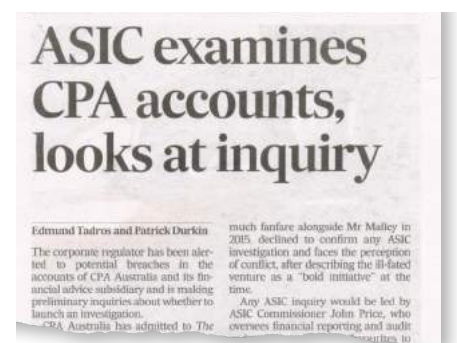 ASIC examines
CPA accounts,
looks at inquiry
Edmund Tadros and Patrick Durkin
The corporate regulator has been aler-
ted to potential breaches in the
accounts of CPA Australia and its fin-
ancial advice subsidiary and is making
preliminary inquiries about whether to
launch an investigation.
CPA Australia has admitted to The
much fanfare alongside Mr Malley in
2015, declined to confirm any ASIC
investigation and faces the perception
of conflict, after describing the ill-fated
venture as a "bold initiative" at the
time.
Any ASIC inquiry would be led by
ASIC Commissioner John Price, who
oversees financial reporting and audit